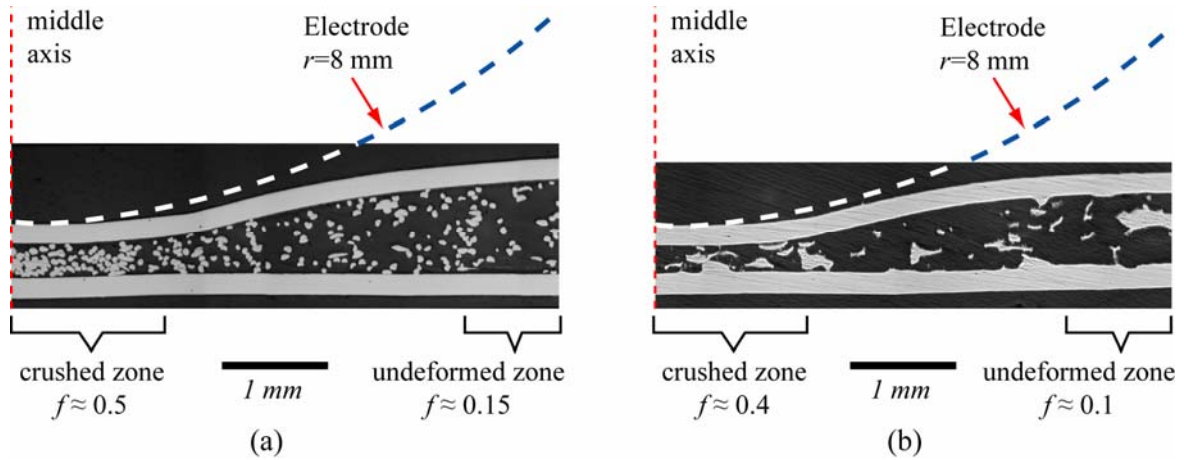 middle
axis
Electrode
r=8 mm
crushed zone
f ≈ 0.5
1 mm
undeformed zone
f ≈ 0.15
(a)
middle
axis
Electrode
r=8 mm
crushed zone
f ≈ 0.4
1 mm
undeformed zone
f ≈ 0.1
(b)